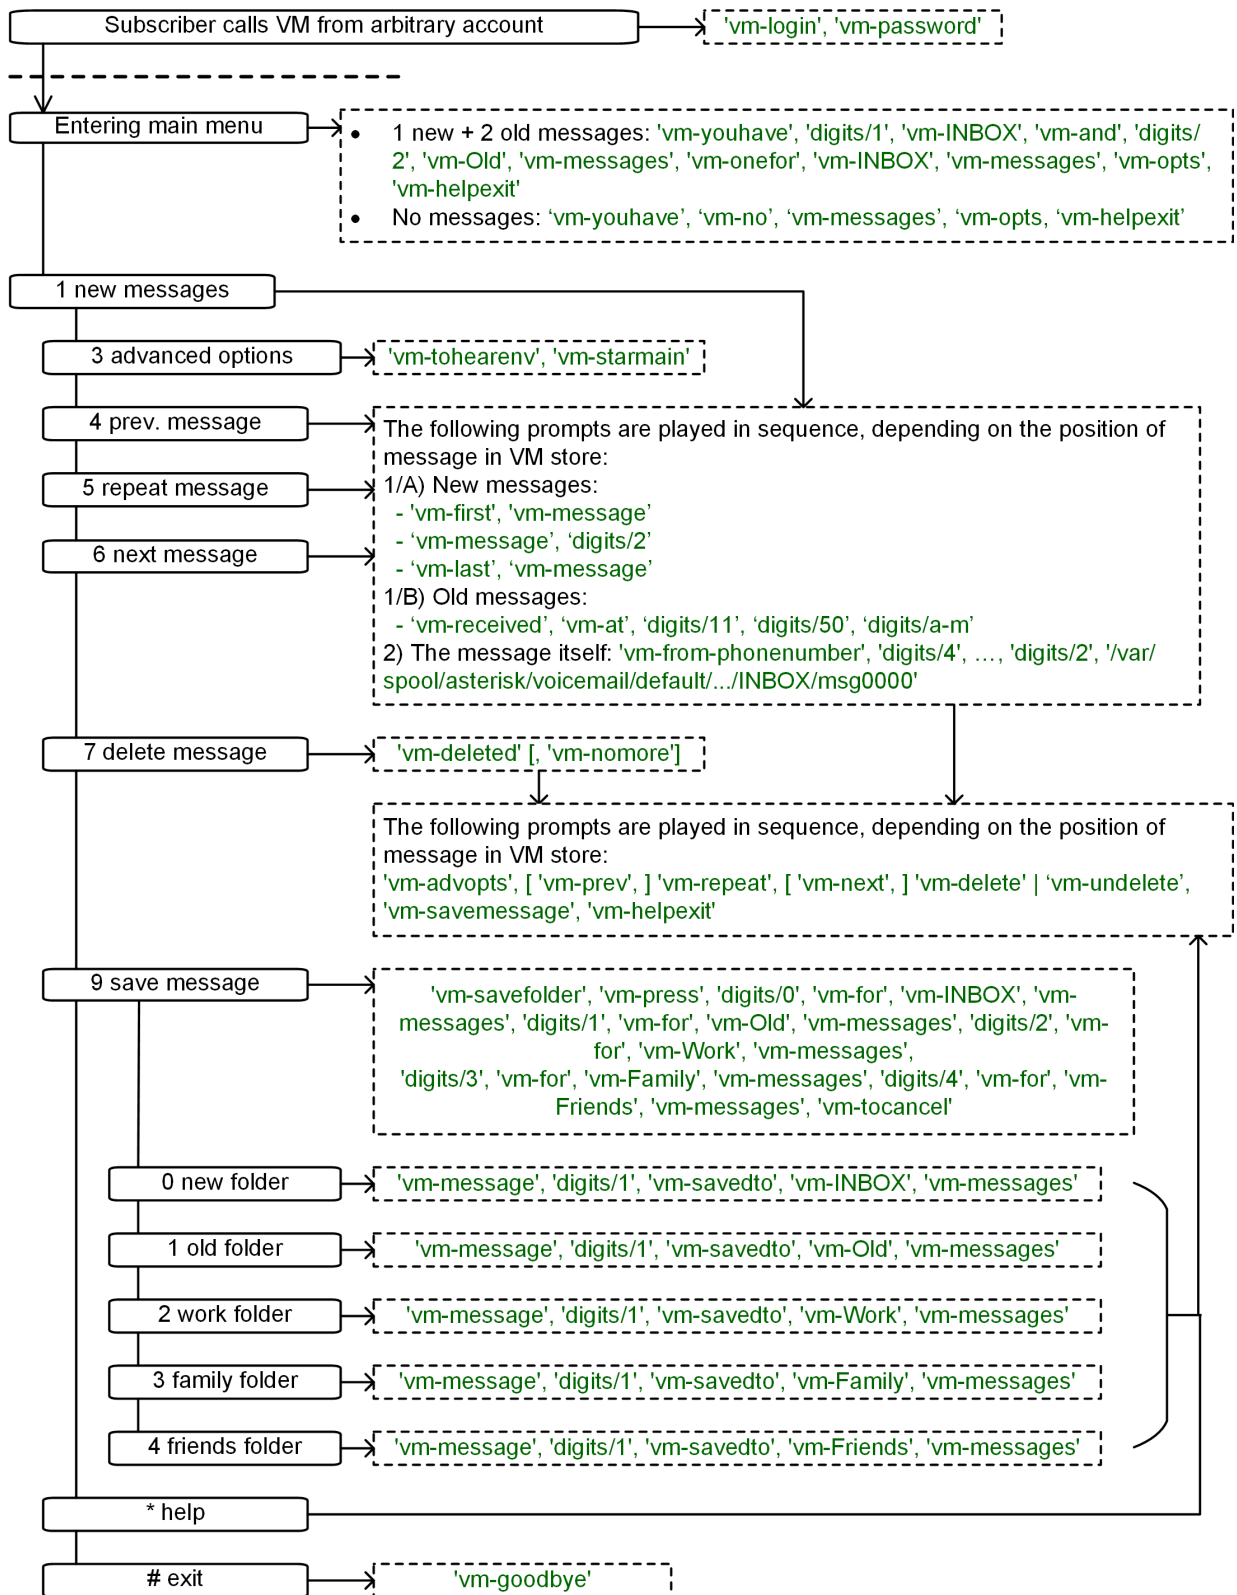 Subscriber calls VM from arbitrary account
'vm-login', 'vm-password'
Entering main menu
• 1 new + 2 old messages: 'vm-youhave', 'digits/1', 'vm-INBOX', 'vm-and', 'digits/
2', 'vm-Old', 'vm-messages', 'vm-onefor', 'vm-INBOX', 'vm-messages', 'vm-opts',
'vm-helpexit'
• No messages: ‘vm-youhave’, ‘vm-no’, ‘vm-messages’, ‘vm-opts, ‘vm-helpexit’
1 new messages
3 advanced options
'vm-tohearenv', 'vm-starmain'
4 prev. message
5 repeat message
6 next message
The following prompts are played in sequence, depending on the position of
message in VM store:
1/A) New messages:
- 'vm-first', 'vm-message’
- ‘vm-message’, ‘digits/2’
- ‘vm-last’, ‘vm-message’
1/B) Old messages:
- ‘vm-received’, ‘vm-at’, ‘digits/11’, ‘digits/50’, ‘digits/a-m’
2) The message itself: 'vm-from-phonenumber', 'digits/4', …, 'digits/2', '/var/
spool/asterisk/voicemail/default/.../INBOX/msg0000'
7 delete message
'vm-deleted' [, 'vm-nomore']
The following prompts are played in sequence, depending on the position of
message in VM store:
'vm-advopts', [ 'vm-prev', ] 'vm-repeat', [ 'vm-next', ] 'vm-delete' | ‘vm-undelete’,
'vm-savemessage', 'vm-helpexit'
9 save message
'vm-savefolder', 'vm-press', 'digits/0', 'vm-for', 'vm-INBOX', 'vm-
messages', 'digits/1', 'vm-for', 'vm-Old', 'vm-messages', 'digits/2', 'vm-
for', 'vm-Work', 'vm-messages',
'digits/3', 'vm-for', 'vm-Family', 'vm-messages', 'digits/4', 'vm-for', 'vm-
Friends', 'vm-messages', 'vm-tocancel'
0 new folder
'vm-message', 'digits/1', 'vm-savedto', 'vm-INBOX', 'vm-messages'
1 old folder
'vm-message', 'digits/1', 'vm-savedto', 'vm-Old', 'vm-messages'
2 work folder
'vm-message', 'digits/1', 'vm-savedto', 'vm-Work', 'vm-messages'
3 family folder
'vm-message', 'digits/1', 'vm-savedto', 'vm-Family', 'vm-messages'
4 friends folder
'vm-message', 'digits/1', 'vm-savedto', 'vm-Friends', 'vm-messages'
* help
# exit
'vm-goodbye'